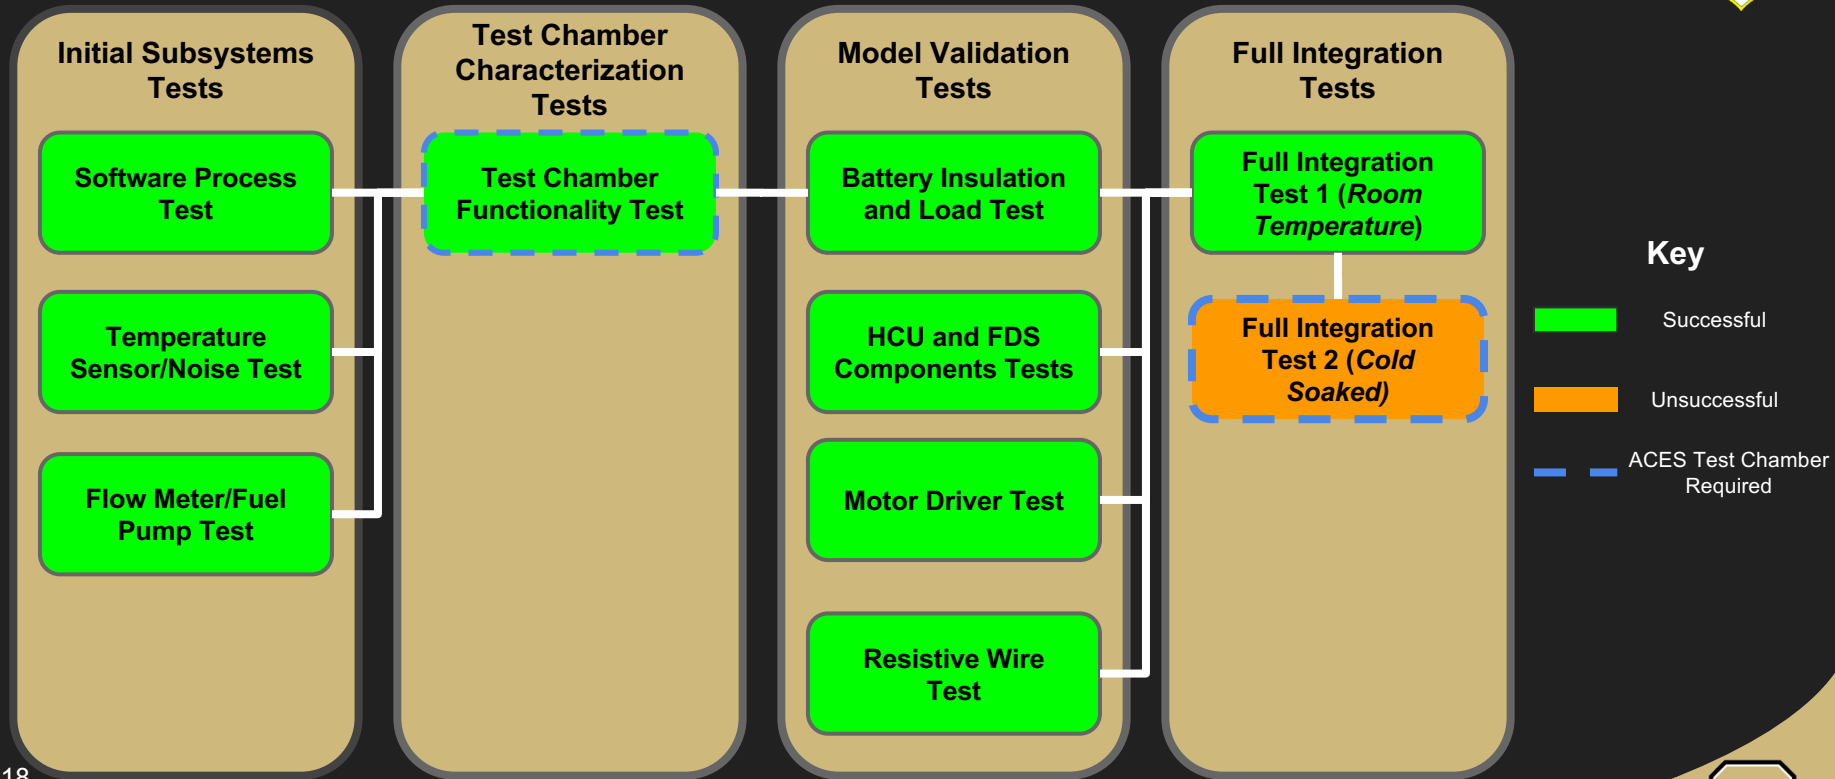 Initial Subsystems
Tests
Software Process
Test
Temperature
Sensor/Noise Test
Flow Meter/Fuel
Pump Test
Test Chamber
Characterization
Tests
Test Chamber
Functionality Test
Model Validation
Tests
Battery Insulation
and Load Test
HCU and FDS
Components Tests
Motor Driver Test
Resistive Wire
Test
Full Integration
Tests
Full Integration
Test 1 (Room
Temperature)
Full Integration
Test 2 (Cold
Soaked)
Key
Successful
Unsuccessful
ACES Test Chamber
Required
18